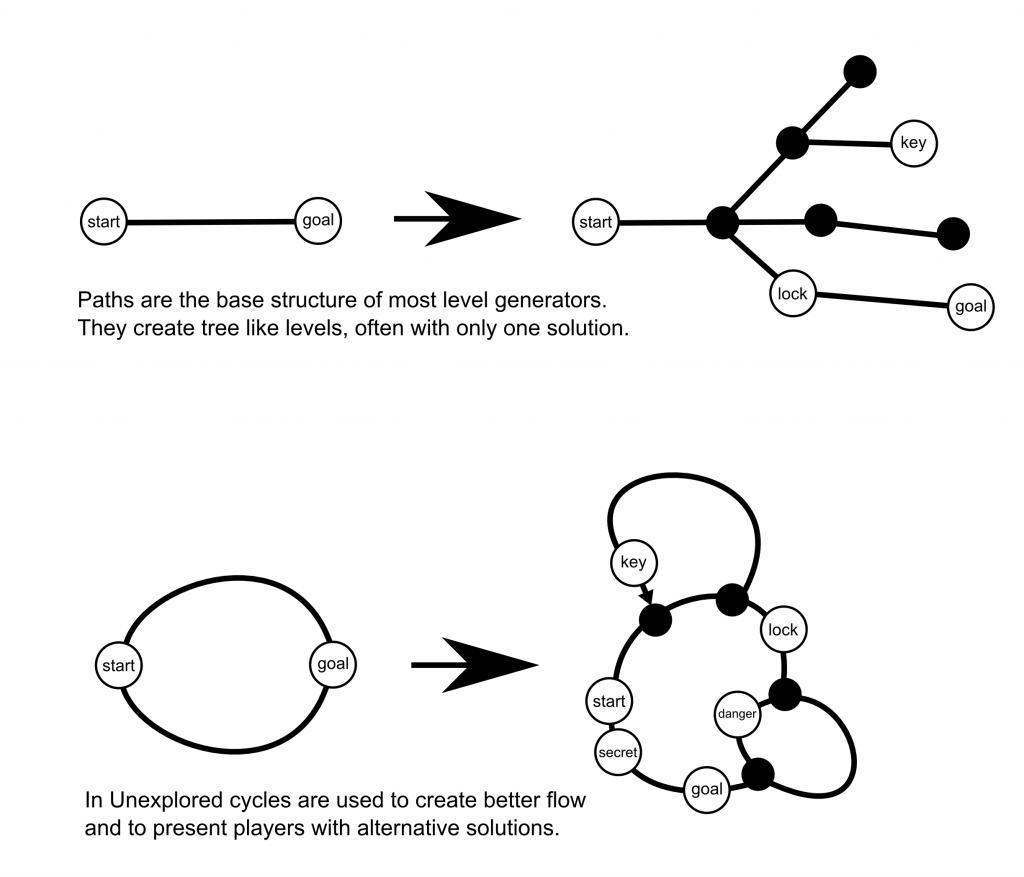 key
start
goal
start
lock
goal
Paths are the base structure of most level generators.
They create tree like levels, often with only one solution.
key
lock
start
goal
start
danger
secret
goal
In Unexplored cycles are used to create better flow
and to present players with alternative solutions.